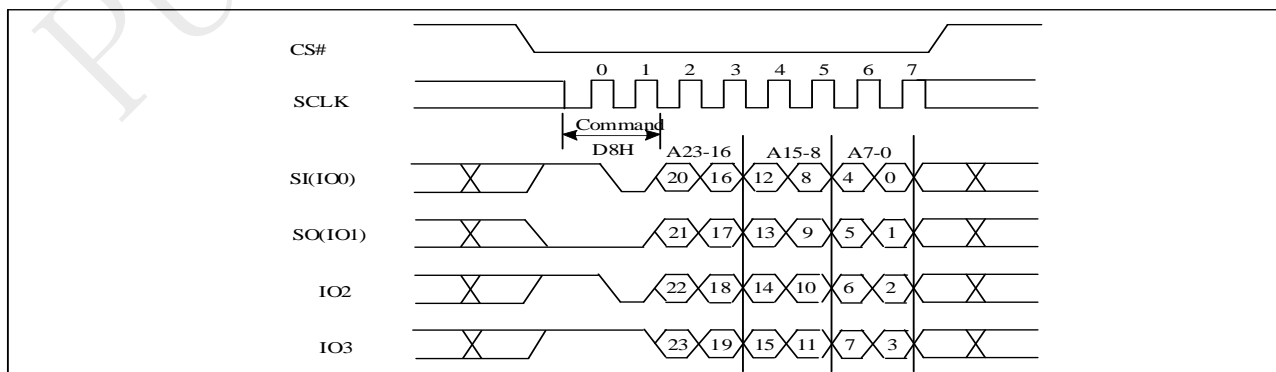 CS#
0 1 2 3 4 5 6 7
SCLK
Command
D8H
A23-16 A15-8 A7-0
SI(IO0) 20 16 12 8 4 0
SO(IO1) 21 17 13 9 5 1
IO2 22 18 14 10 6 2
IO3 23 19 15 11 7 3